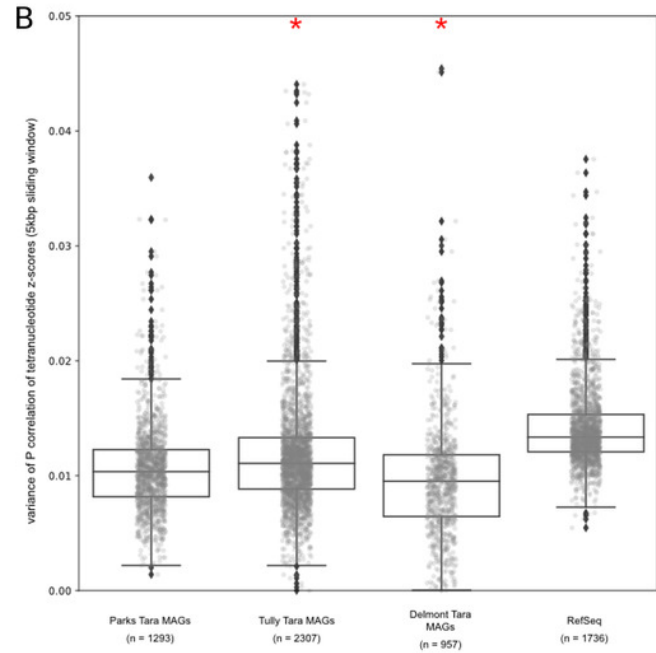 B
* *
variance of P correlation of tetranucleotide z-scores (5kbp sliding window)
0.05
0.04
0.03
0.02
0.01
0.00
Parks Tara MAGs
(n = 1293)
Tully Tara MAGs
(n = 2307)
Delmont Tara
MAGs
(n = 957)
RefSeq
(n = 1736)